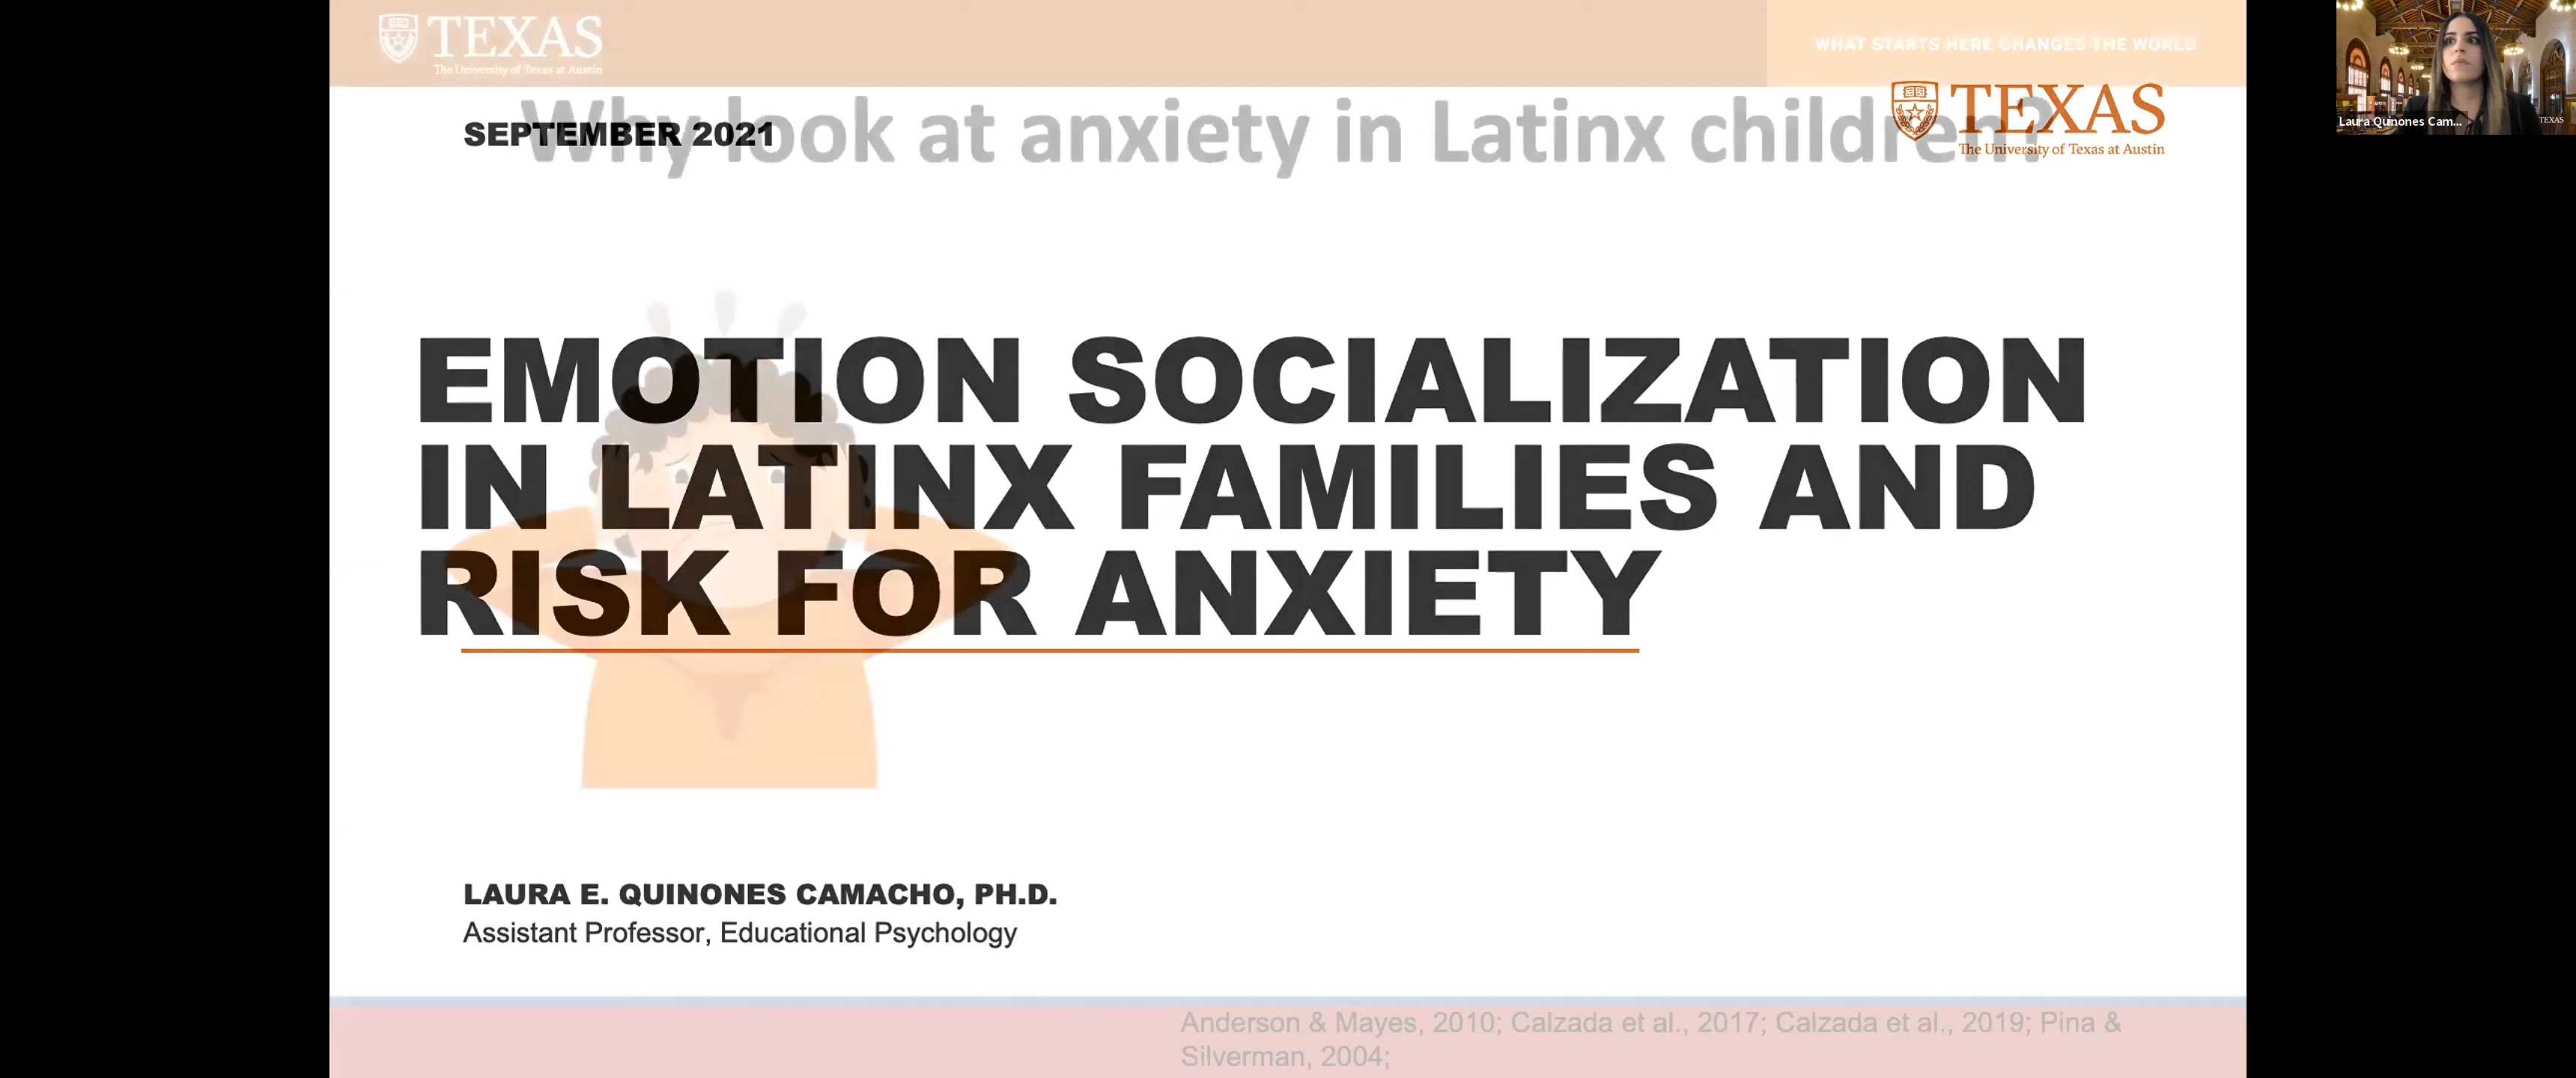 TEXAS
The University of Texas at Austin
WHAT STARTS HERE CHANGES THE WORLD
Why look at anxiety in Latinx children?
SEPTEMBER 2021
TEXAS
The University of Texas at Austin
EMOTION SOCIALIZATION
IN LATINX FAMILIES AND
RISK FOR ANXIETY
LAURA E. QUINONES CAMACHO, PH.D.
Assistant Professor, Educational Psychology
Anderson & Mayes, 2010; Calzada et al., 2017; Calzada et al., 2019; Pina &
Silverman, 2004;
Laura Quinones Cam...
TEXAS